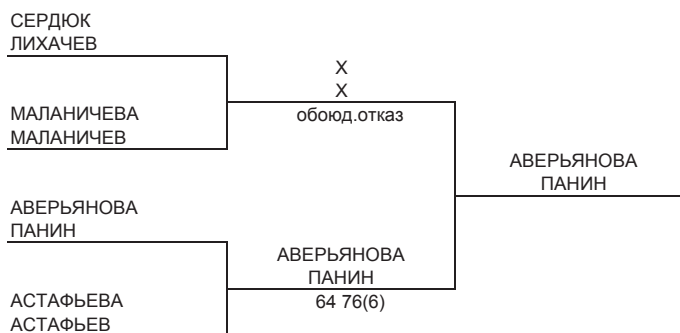 СЕРДЮК
ЛИХАЧЕВ
Х
Х
обоюд.отказ
МАЛАНИЧЕВА
МАЛАНИЧЕВ
АВЕРЬЯНОВА
ПАНИН
АВЕРЬЯНОВА
ПАНИН
АВЕРЬЯНОВА
ПАНИН
64 76(6)
АСТАФЬЕВА
АСТАФЬЕВ